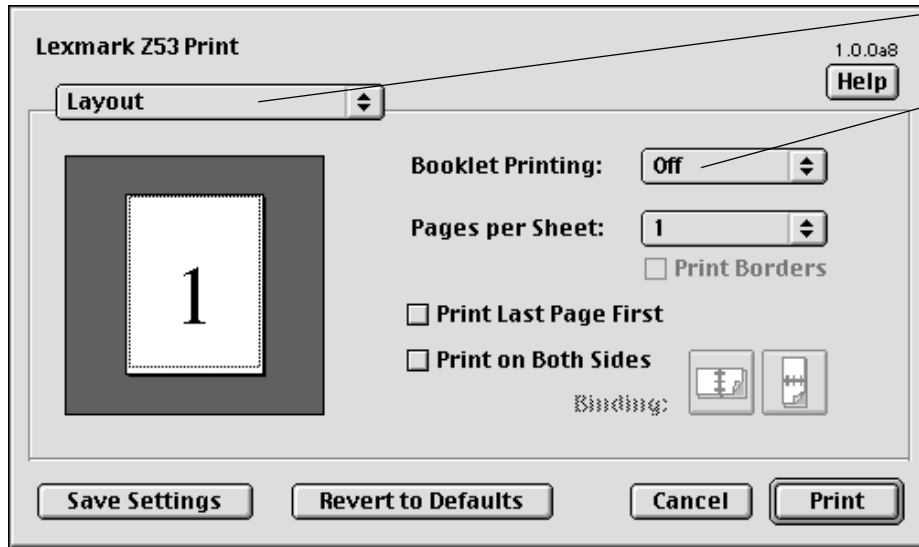 Lexmark Z53 Print
1.0.0a8
Help
Layout
Booklet Printing: Off
Pages per Sheet: 1
Print Borders
1
Print Last Page First
Print on Both Sides
Binding:
Save Settings Revert to Defaults Cancel Print